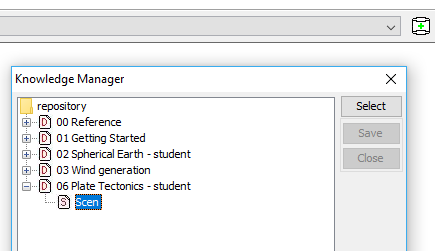 Knowledge Manager
repository
Select
D 00 Reference
D 01 Getting Started
Save
D 02 Spherical Earth - student
D 03 Wind generation
Close
D 06 Plate Tectonics - student
S Scen